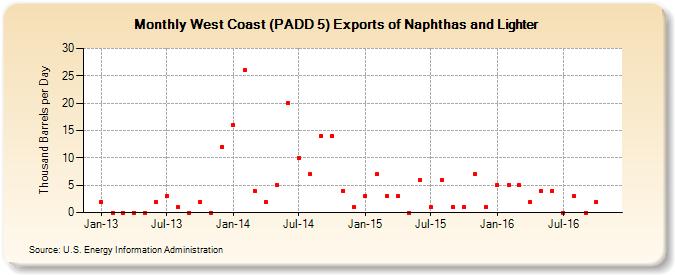 Monthly West Coast (PADD 5) Exports of Naphthas and Lighter
Thousand Barrels per Day
30
25
20
15
10
5
0
Jan-13 Jul-13 Jan-14 Jul-14 Jan-15 Jul-15 Jan-16 Jul-16
Source: U.S. Energy Information Administration